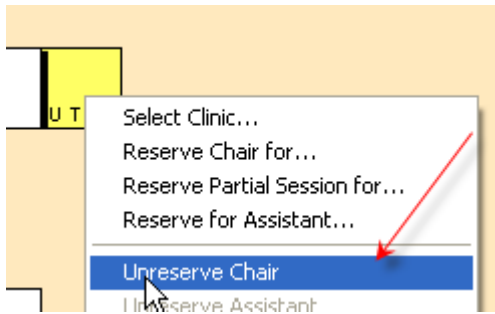 U T
Select Clinic...
Reserve Chair for...
Reserve Partial Session for...
Reserve for Assistant...
Unreserve Chair
Unreserve Assistant